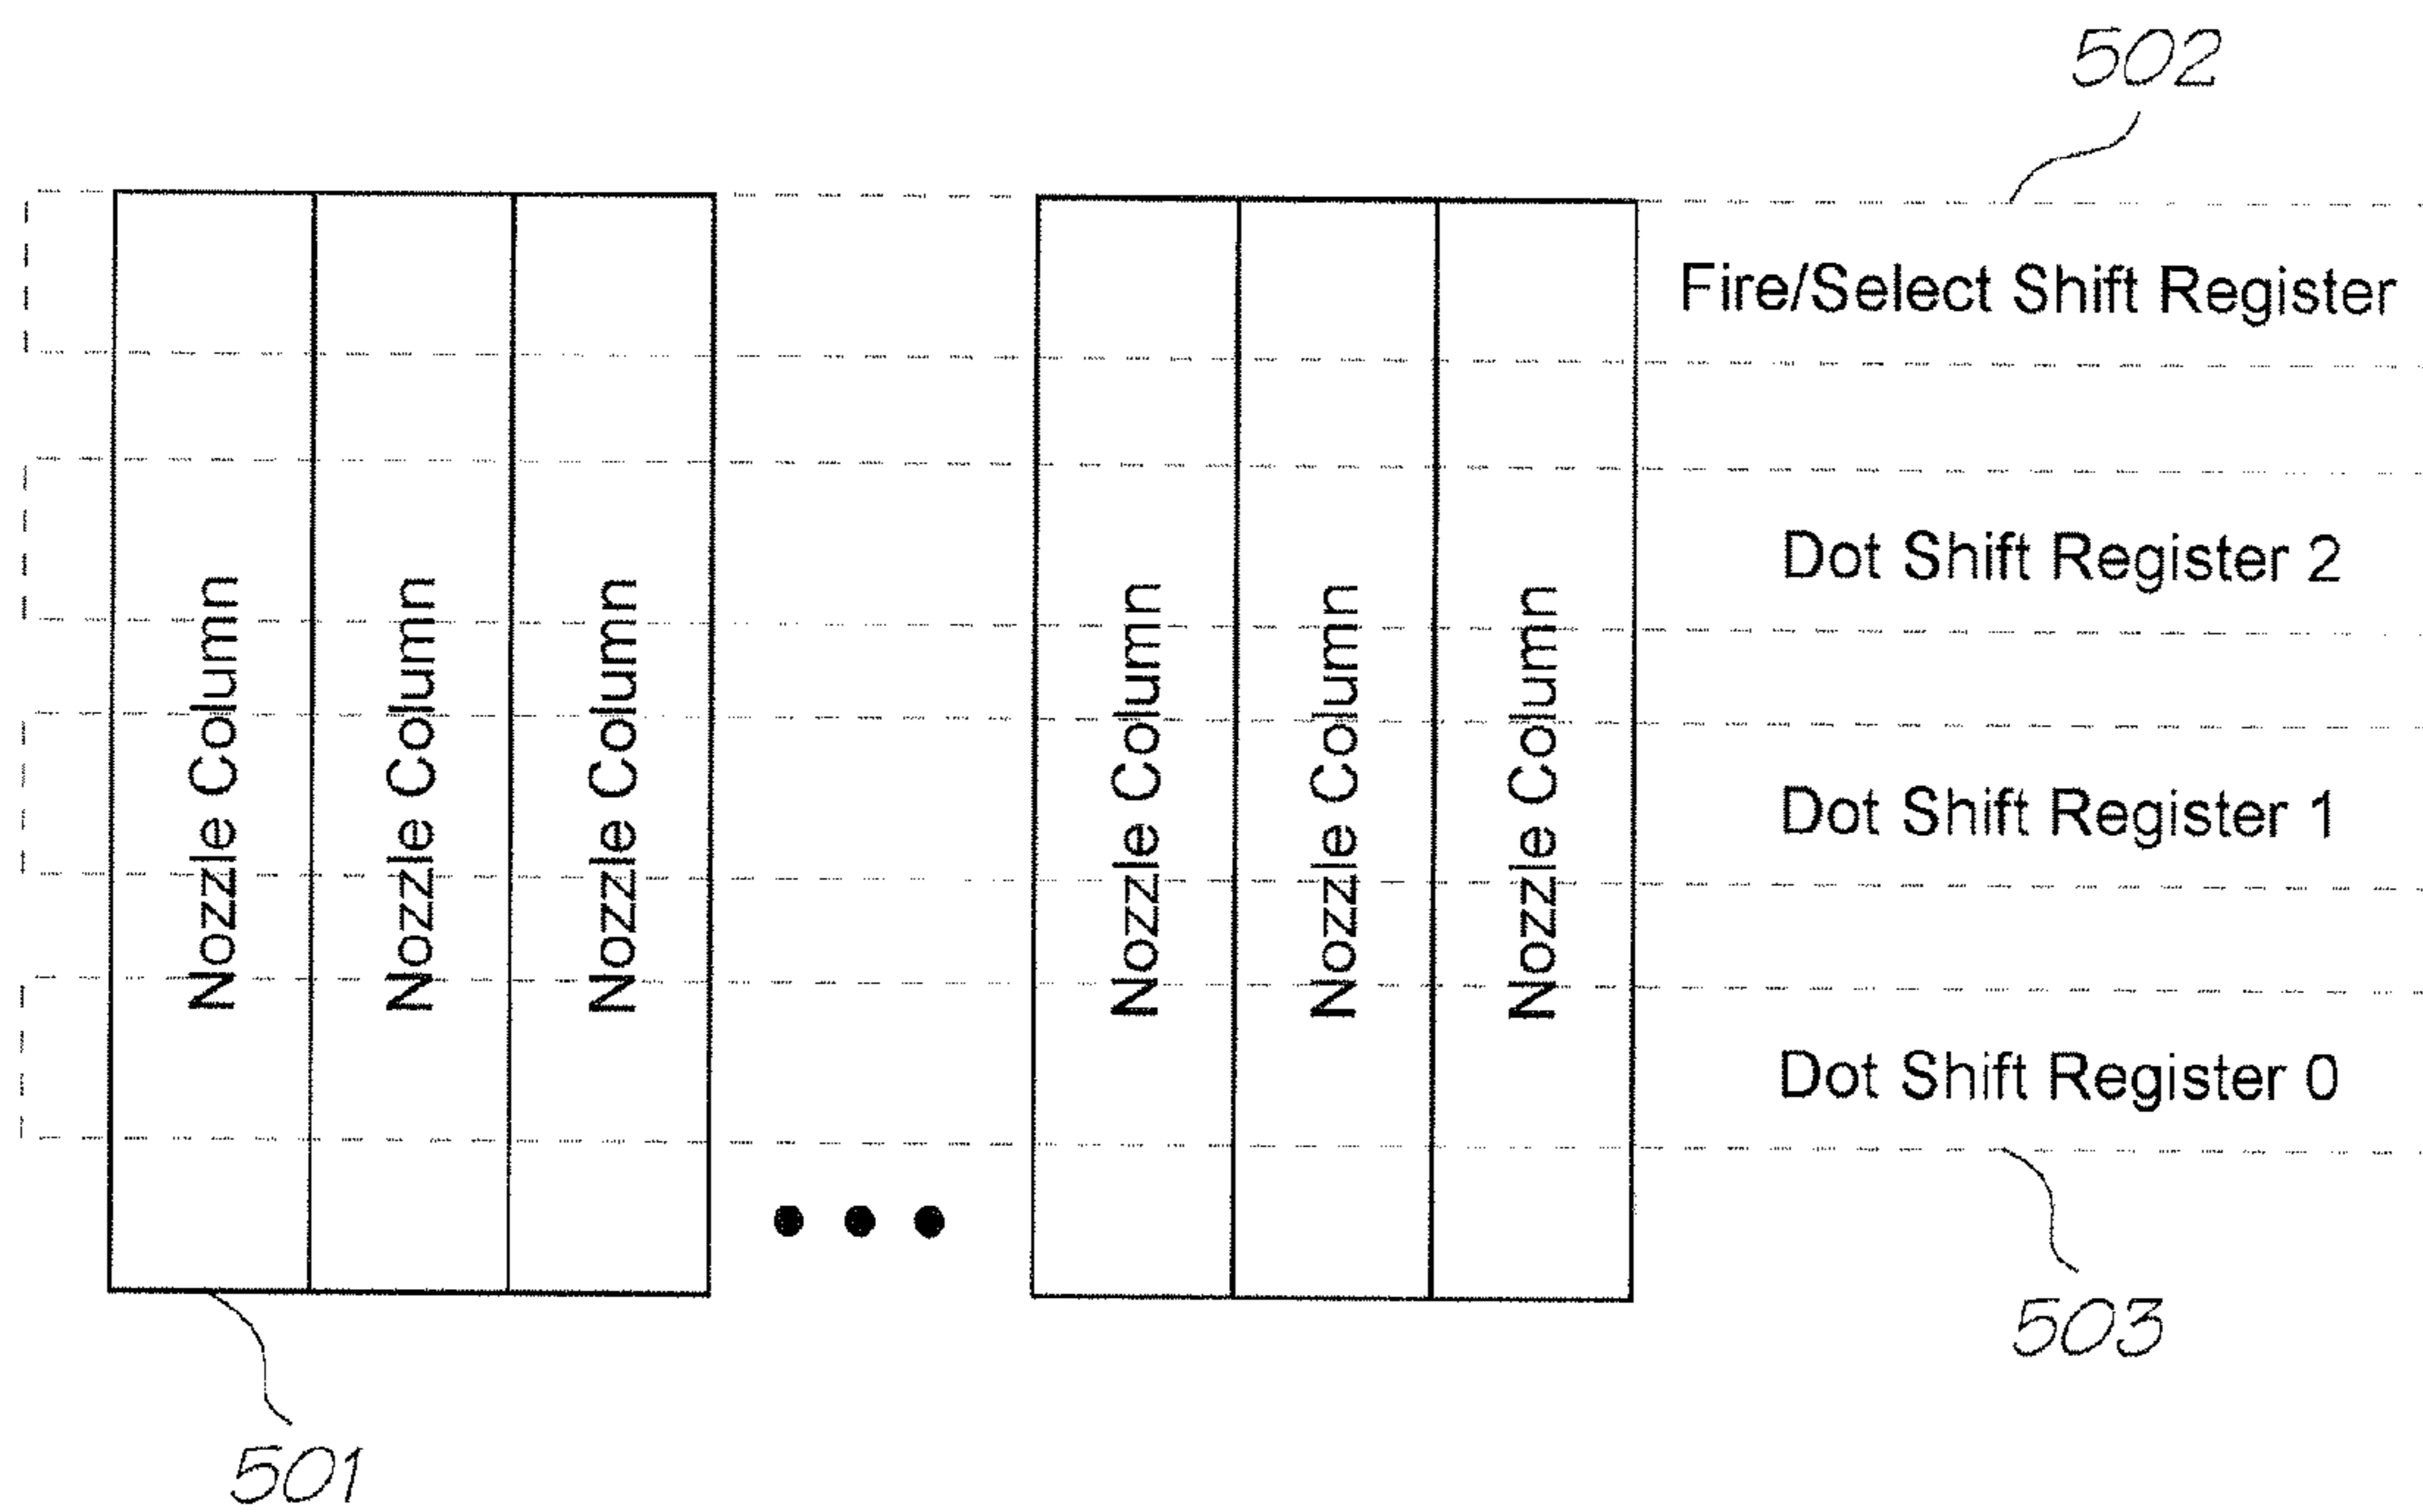 502
Fire/Select Shift Register
Dot Shift Register 2
Nozzle Column
Nozzle Column
Nozzle Column
Nozzle Column
Nozzle Column
Nozzle Column
Dot Shift Register 1
Dot Shift Register 0
503
501